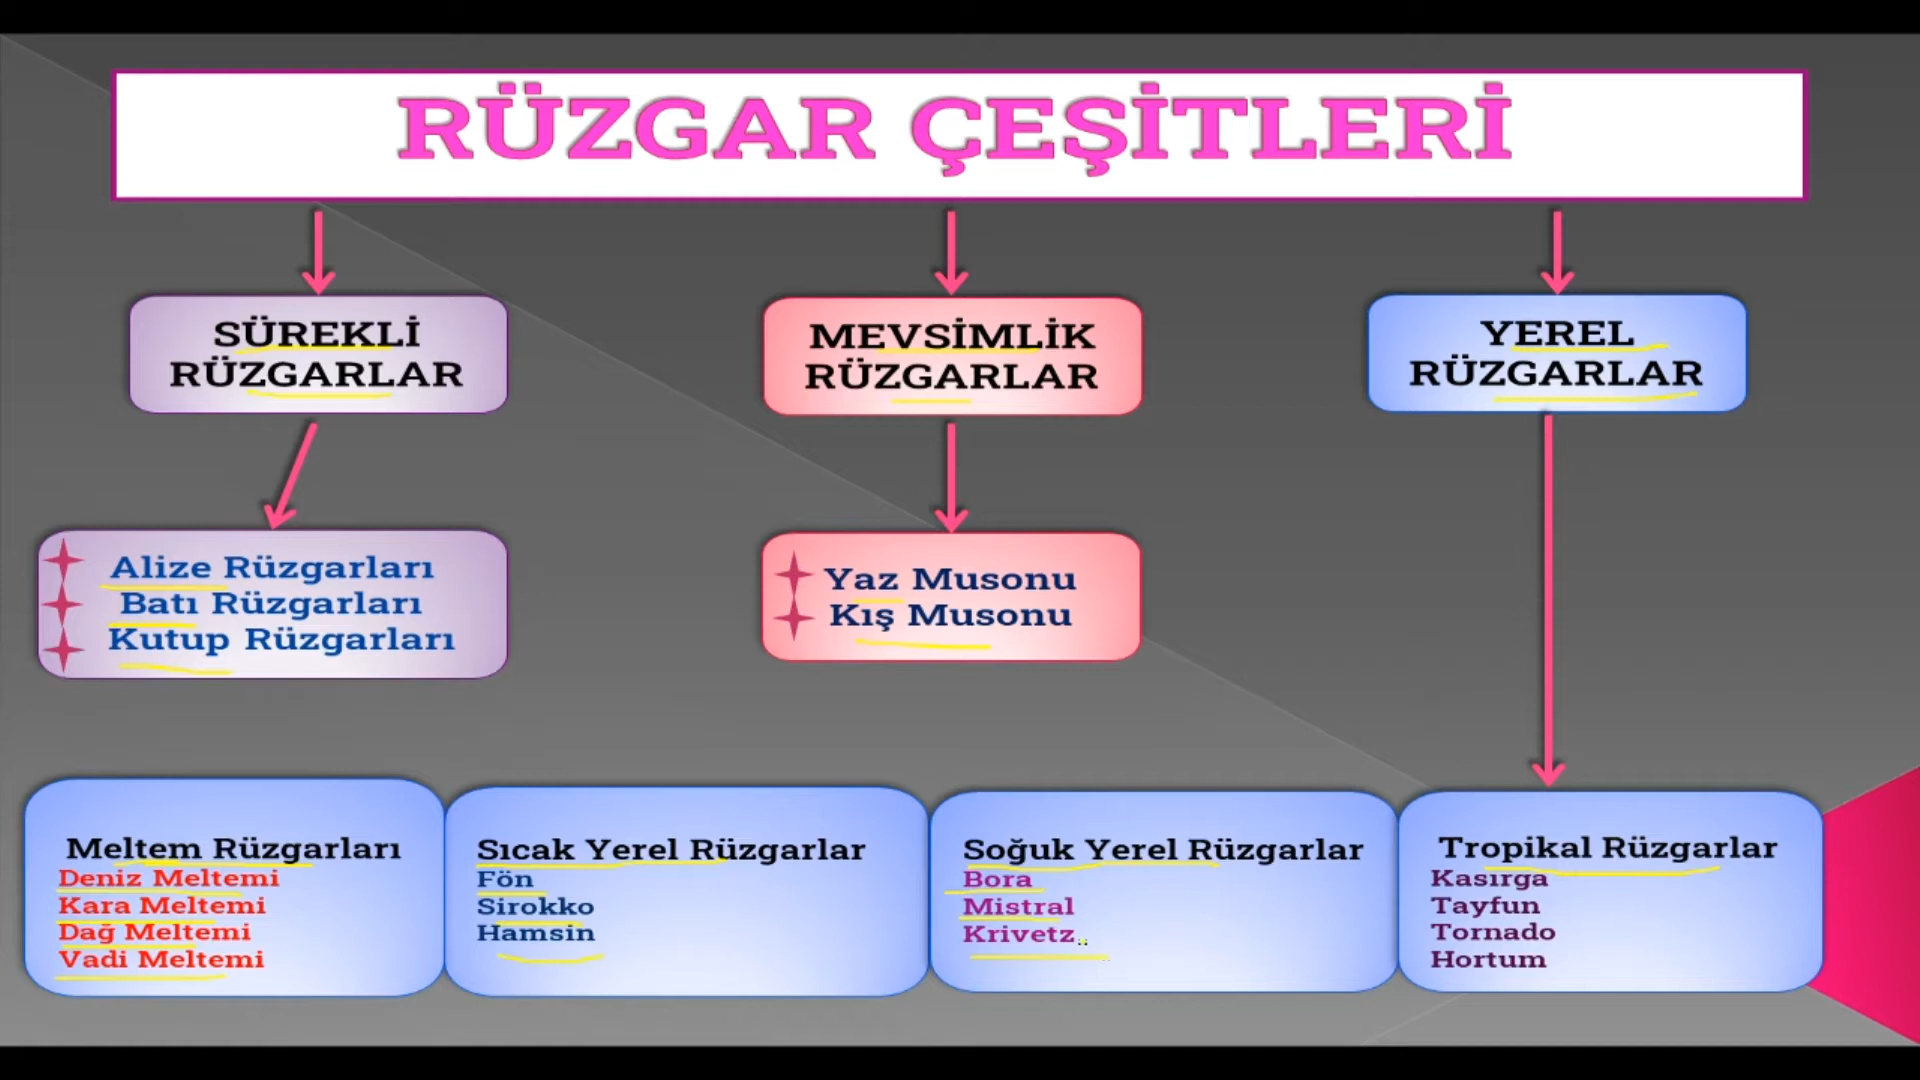 RÜZGAR ÇEŞİTLERİ
SÜREKLİ
RÜZGARLAR
MEVSİMLİK
RÜZGARLAR
YEREL
RÜZGARLAR
Alize Rüzgarları
Batı Rüzgarları
Kutup Rüzgarları
Yaz Musonu
Kış Musonu
Meltem Rüzgarları
Deniz Meltemi
Kara Meltemi
Dağ Meltemi
Vadi Meltemi
Sıcak Yerel Rüzgarlar
Fön
Sirokko
Hamsin
Soğuk Yerel Rüzgarlar
Bora
Mistral
Krivetz
Tropikal Rüzgarlar
Kasırga
Tayfun
Tornado
Hortum